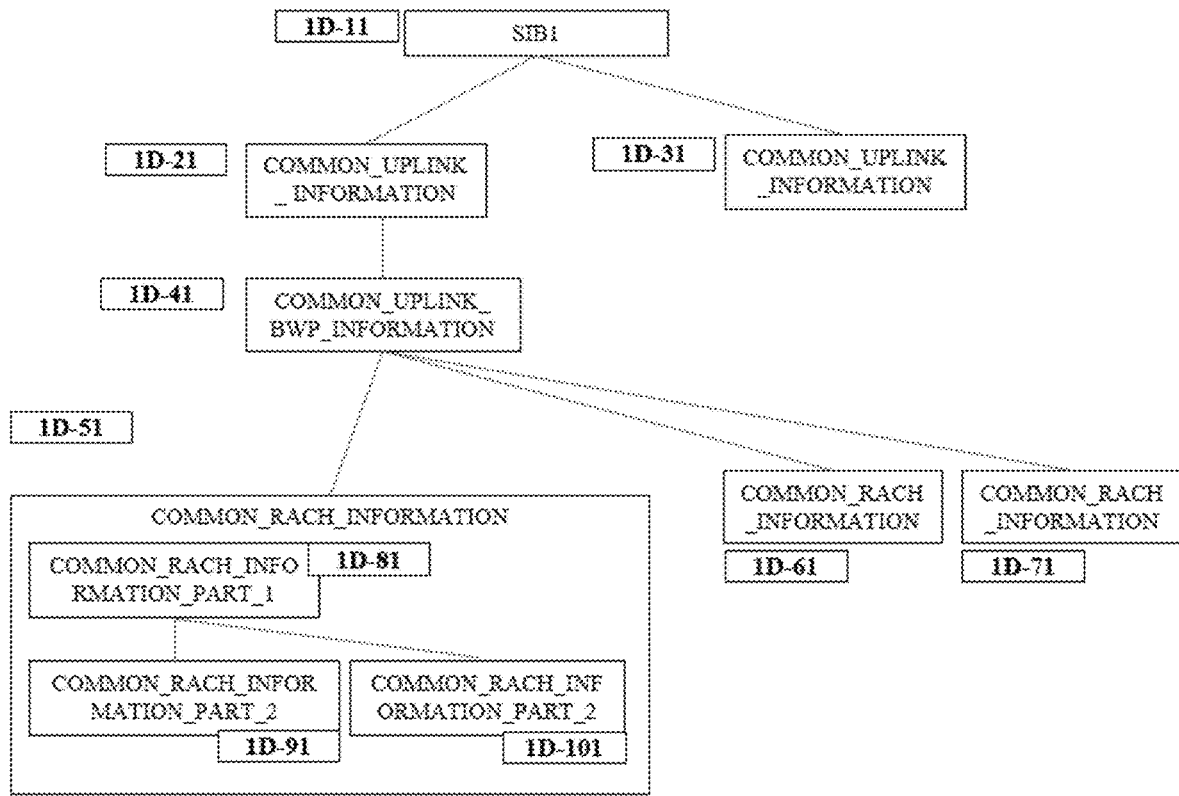 1D-11
SIB1
1D-21
COMMON_UPLINK
_ INFORMATION
1D-31
COMMON_UPLINK
_INFORMATION
1D-41
COMMON_UPLINK_
BWP_INFORMATION
1D-51
COMMON_RACH_INFORMATION
COMMON_RACH_INFO
RMATION_PART_1
1D-81
COMMON_RACH_INFOR
MATION_PART_2
1D-91
COMMON_RACH_INF
ORMATION_PART_2
1D-101
COMMON_RACH
_INFORMATION
1D-61
COMMON_RACH
_INFORMATION
1D-71